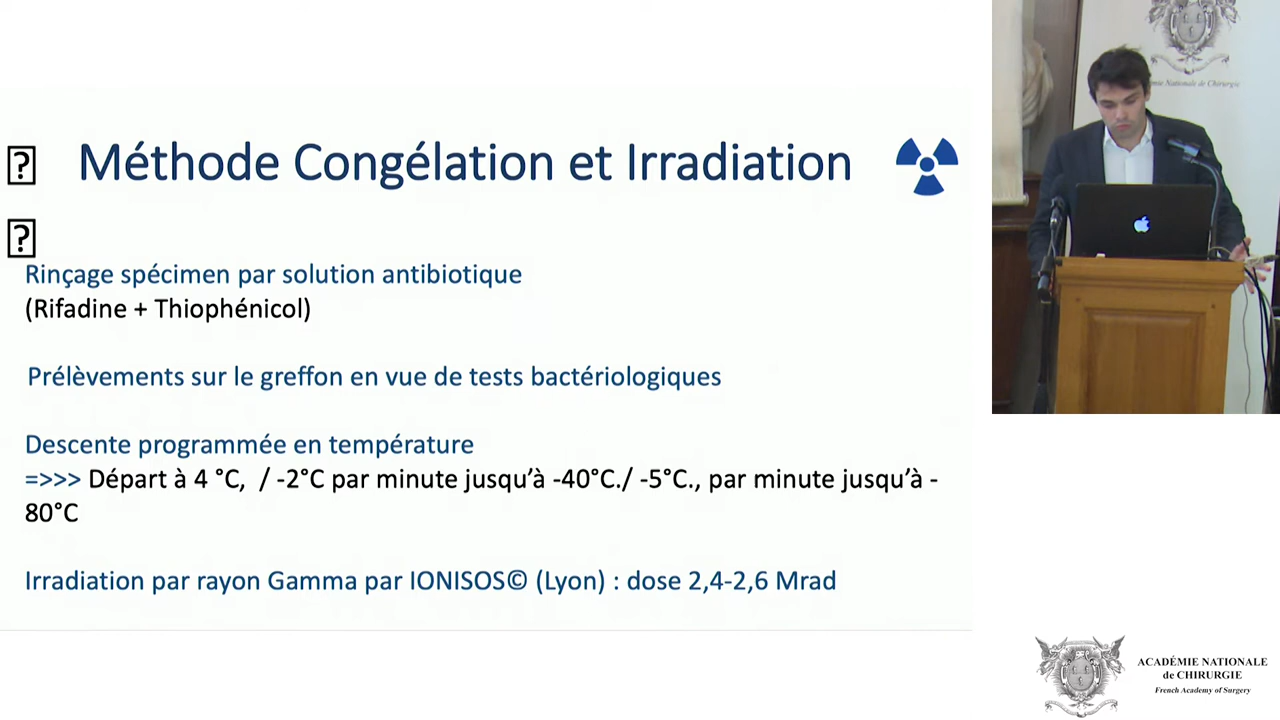 Méthode Congélation et Irradiation
Rinçage spécimen par solution antibiotique
(Rifadine + Thiophénicol)
Prélèvements sur le greffon en vue de tests bactériologiques
Descente programmée en température
=>>> Départ à 4 °C,  / -2°C par minute jusqu’à -40°C./ -5°C., par minute jusqu’à -
80°C
Irradiation par rayon Gamma par IONISOS© (Lyon) : dose 2,4-2,6 Mrad
Nationale de Chirurgie
ACADÉMIE NATIONALE
de CHIRURGIE
French Academy of Surgery